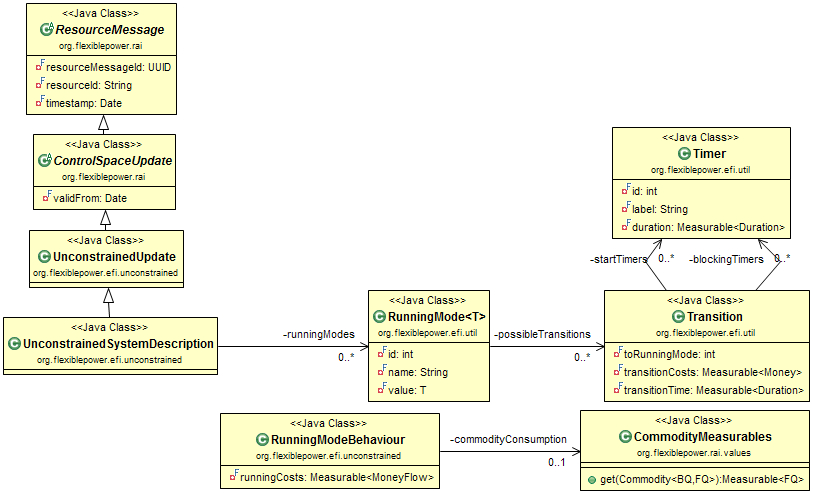 <<Java Class>>
ResourceMessage
org.flexiblepower.rai
resourceMessageId: UUID
resourceId: String
timestamp: Date
<<Java Class>>
ControlSpaceUpdate
org.flexiblepower.rai
validFrom: Date
<<Java Class>>
UnconstrainedUpdate
org.flexiblepower.efi.unconstrained
<<Java Class>>
UnconstrainedSystemDescription
org.flexiblepower.efi.unconstrained
-runningModes
0..*
<<Java Class>>
RunningMode<T>
org.flexiblepower.efi.util
id: int
name: String
value: T
-possibleTransitions
0..*
<<Java Class>>
Timer
org.flexiblepower.efi.util
id: int
label: String
duration: Measurable<Duration>
-startTimers
0..*
-blockingTimers
0..*
<<Java Class>>
Transition
org.flexiblepower.efi.util
toRunningMode: int
transitionCosts: Measurable<Money>
transitionTime: Measurable<Duration>
<<Java Class>>
RunningModeBehaviour
org.flexiblepower.efi.unconstrained
runningCosts: Measurable<MoneyFlow>
-commodityConsumption
0..1
<<Java Class>>
CommodityMeasurables
org.flexiblepower.rai.values
get(Commodity<BQ,FQ>):Measurable<FQ>